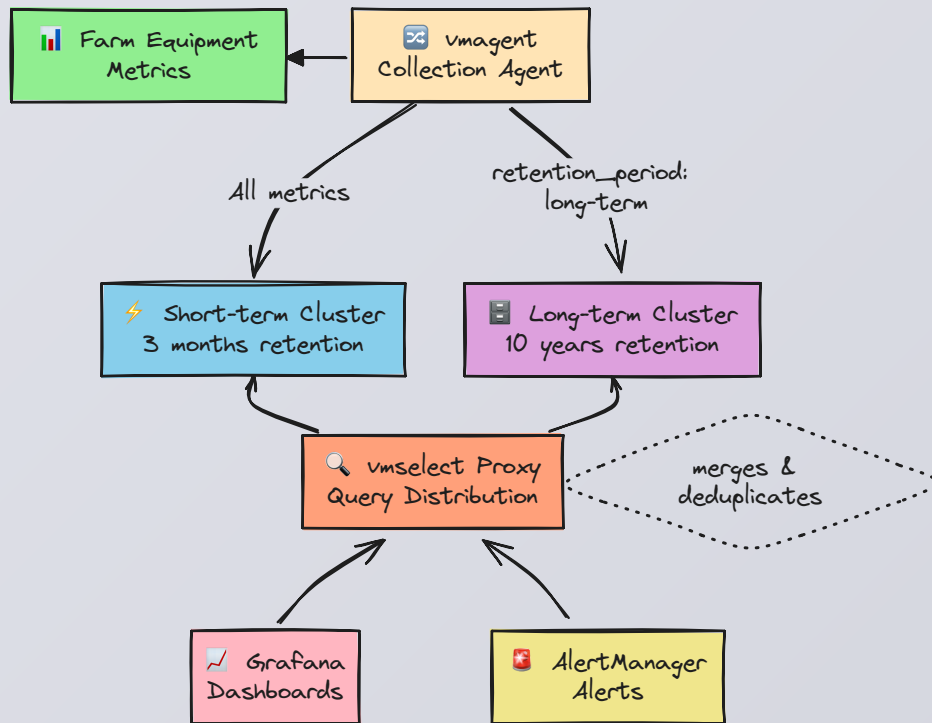 📊 Farm Equipment
Metrics
🔀 vmagent
Collection Agent
All metrics
retention_period:
long-term
⚡ Short-term Cluster
3 months retention
🗄️ Long-term Cluster
10 years retention
🔍 vmselect Proxy
Query Distribution
merges &
deduplicates
📈 Grafana
Dashboards
🚨 AlertManager
Alerts